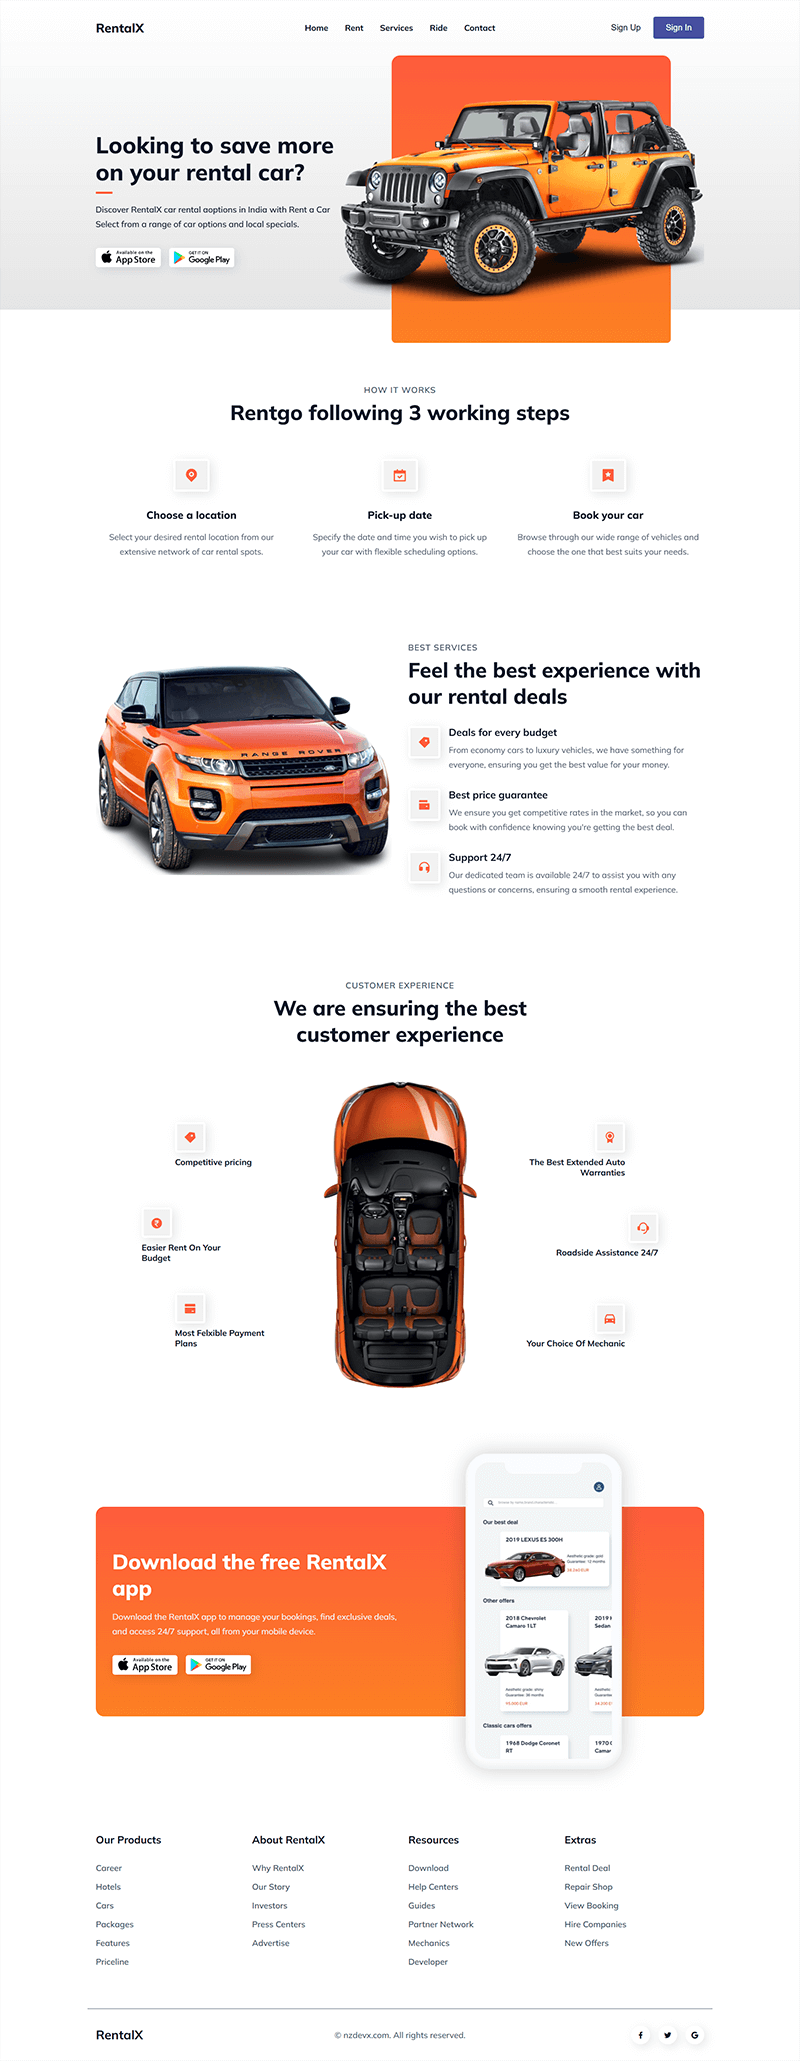 RentalX
Home
Rent
Services
Ride
Contact
Sign Up
Sign In
Looking to save more
on your rental car?
Discover RentalX car rental aoptions in India with Rent a Car
Select from a range of car options and local specials.
Available on the
App Store
GET IT ON
Google Play
HOW IT WORKS
Rentgo following 3 working steps
Choose a location
Select your desired rental location from our
extensive network of car rental spots.
Pick-up date
Specify the date and time you wish to pick up
your car with flexible scheduling options.
Book your car
Browse through our wide range of vehicles and
choose the one that best suits your needs.
RANGE ROVER
BEST SERVICES
Feel the best experience with
our rental deals
Deals for every budget
From economy cars to luxury vehicles, we have something for
everyone, ensuring you get the best value for your money.
Best price guarantee
We ensure you get competitive rates in the market, so you can
book with confidence knowing you're getting the best deal.
Support 24/7
Our dedicated team is available 24/7 to assist you with any
questions or concerns, ensuring a smooth rental experience.
CUSTOMER EXPERIENCE
We are ensuring the best
customer experience
Competitive pricing
Easier Rent On Your
Budget
Most Felxible Payment
Plans
The Best Extended Auto
Warranties
Roadside Assistance 24/7
Your Choice Of Mechanic
Download the free RentalX
app
Download the RentalX app to manage your bookings, find exclusive deals,
and access 24/7 support, all from your mobile device.
Available on the
App Store
GET IT ON
Google Play
Our best deal
2019 LEXUS ES 300H
Aesthetic grade: gold
Guarantee: 12 months
Other offers
2018 Chevrolet
Camaro 1LT
Aesthetic grade: shiny
Guarantee: 36 months
2019 H
Sedan
Aesthetic
Guarantee
Classic cars offers
1968 Dodge Coronet
RT
1970 C
Camar
Our Products
Career
Hotels
Cars
Packages
Features
Priceline
About RentalX
Why RentalX
Our Story
Investors
Press Centers
Advertise
Resources
Download
Help Centers
Guides
Partner Network
Mechanics
Developer
Extras
Rental Deal
Repair Shop
View Booking
Hire Companies
New Offers
RentalX
© nzdevx.com. All rights reserved.